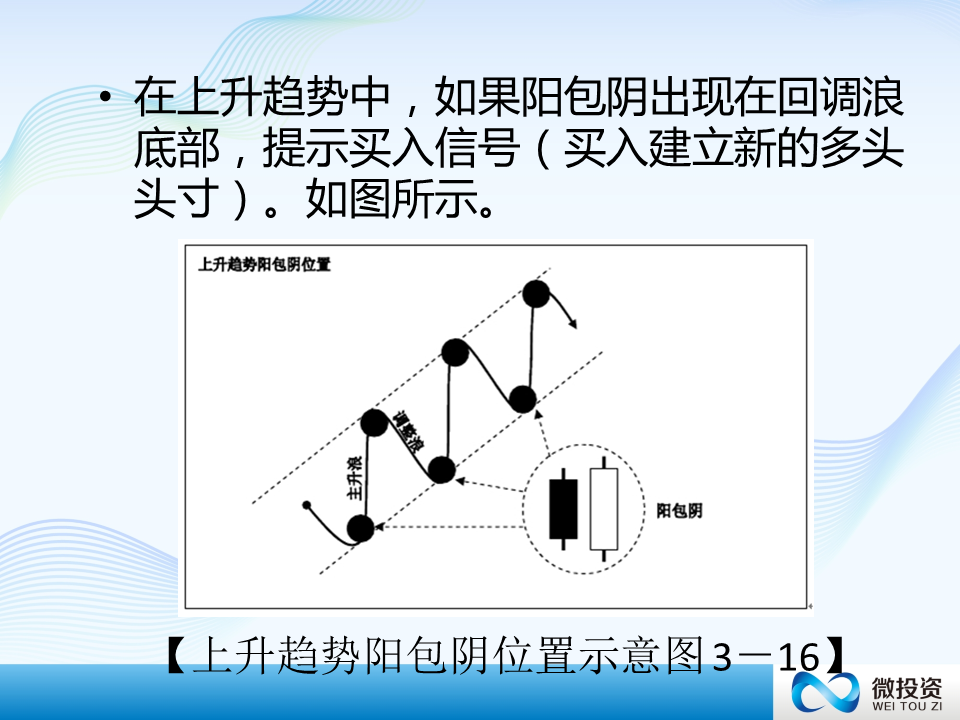 • 在上升趋势中，如果阳包阴出现在回调浪
底部，提示买入信号（买入建立新的多头
头寸）。如图所示。
上升趋势阳包阴位置
调整浪
主升浪
阳包阴
【上升趋势阳包阴位置示意图3－16】
微投资
WEI TOU ZI